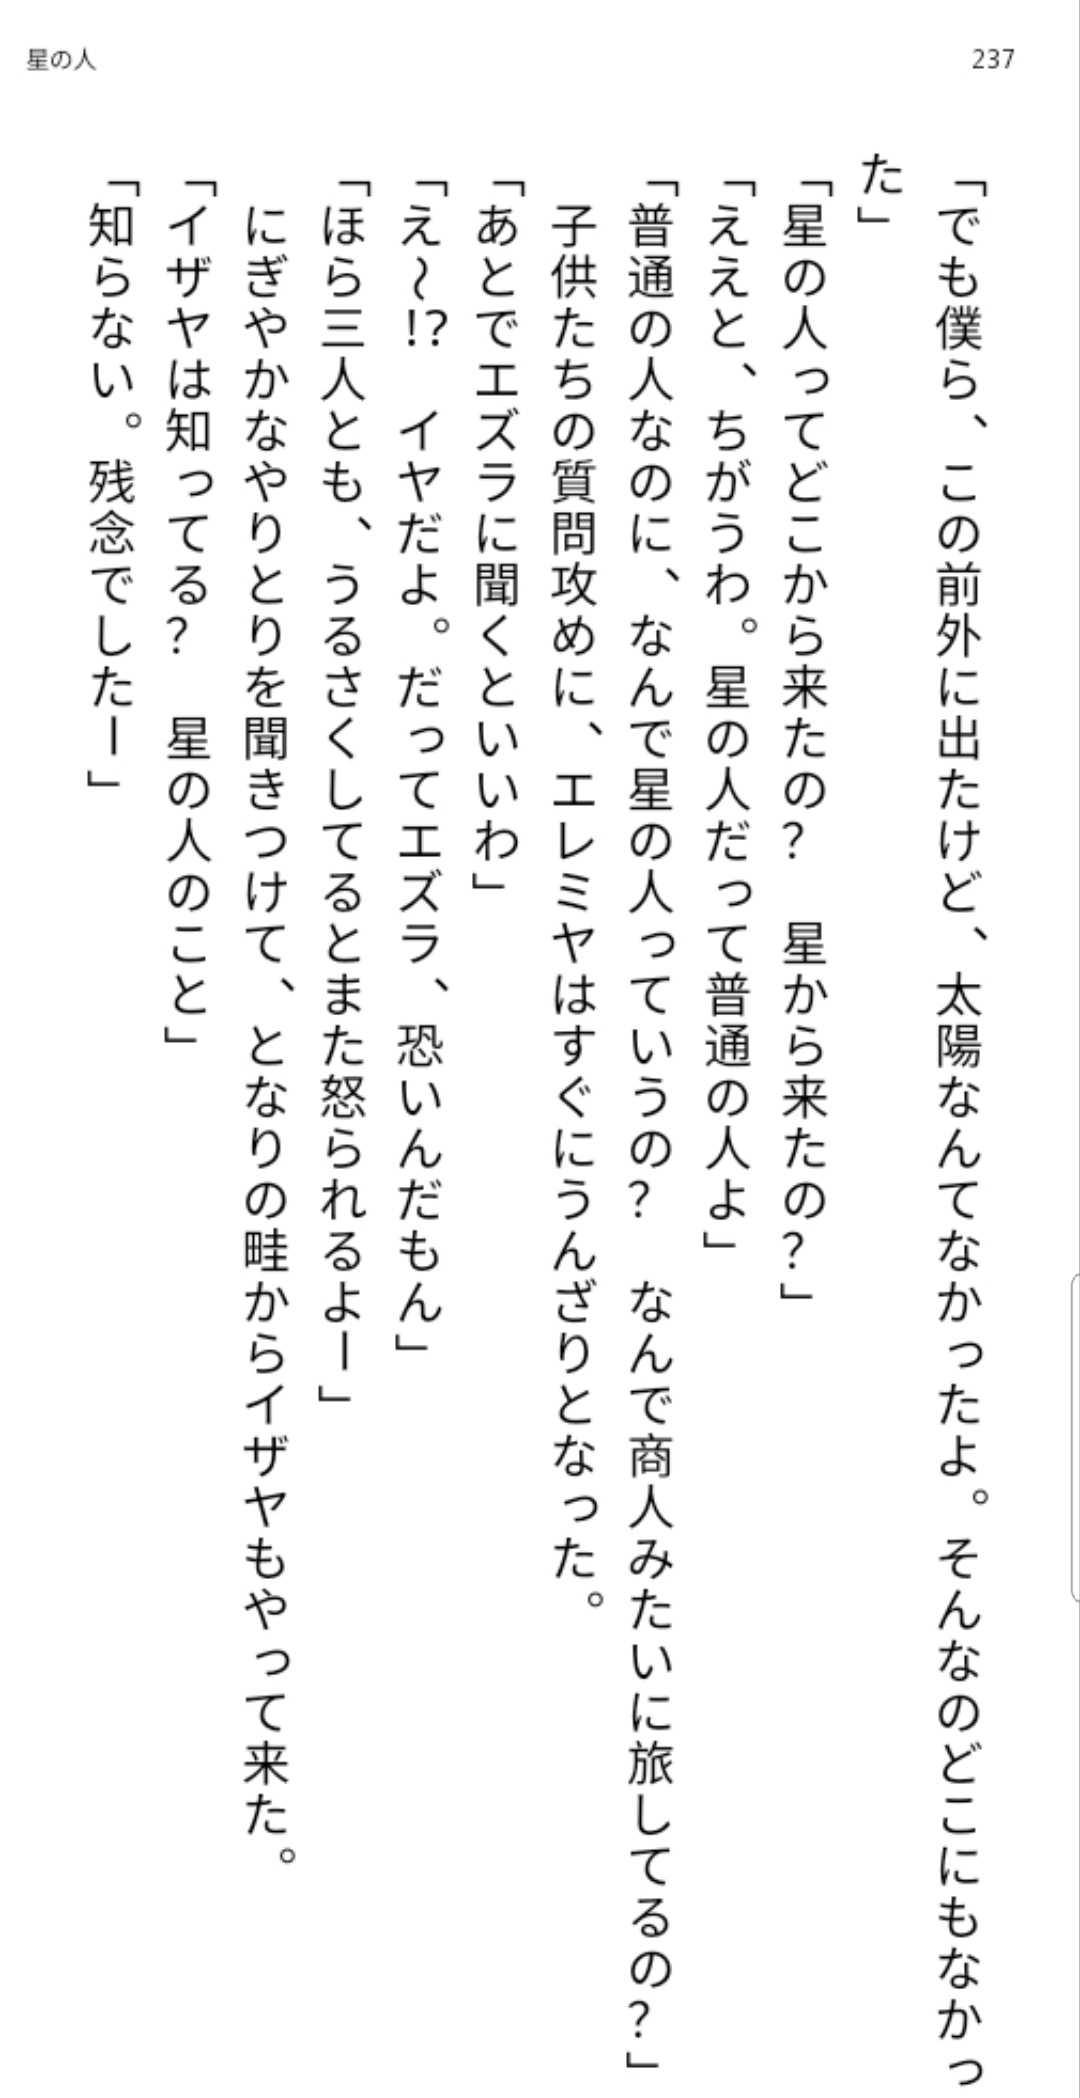 星の人
237
「でも僕ら、この前外に出たけど、太陽なんてなかったよ。そんなのどこにもなかっ
た」
「星の人ってどこから来たの？　星から来たの？」
「ええと、ちがうわ。星の人だって普通の人よ」
「普通の人なのに、なんで星の人っていうの？　なんで商人みたいに旅してるの？」
　子供たちの質問攻めに、エレミヤはすぐにうんざりとなった。
「あとでエズラに聞くといいわ」
「え〜!?　イヤだよ。だってエズラ、恐いんだもん」
「ほら三人とも、うるさくしてるとまた怒られるよー」
　にぎやかなやりとりを聞きつけて、となりの畦からイザヤもやって来た。
「イザヤは知ってる？　星の人のこと」
「知らない。残念でしたー」